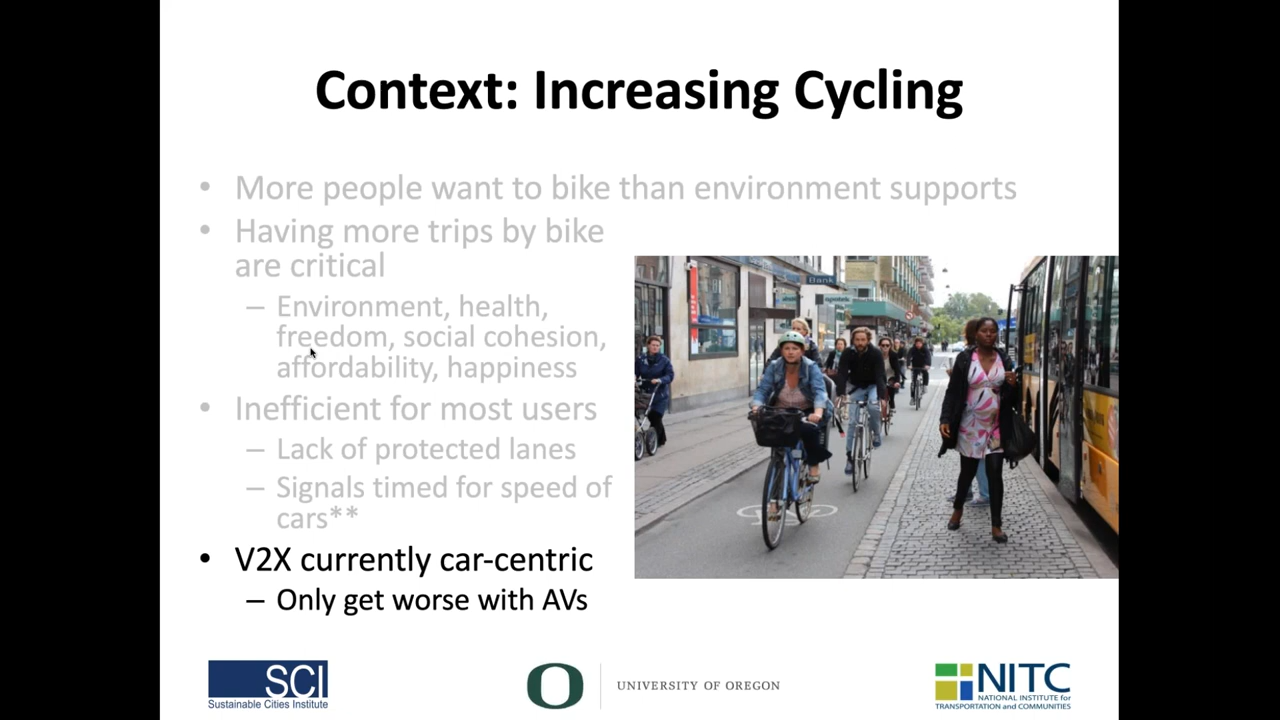 Context: Increasing Cycling
• More people want to bike than environment supports
• Having more trips by bike
are critical
– Environment, health,
freedom, social cohesion,
affordability, happiness
• Inefficient for most users
– Lack of protected lanes
– Signals timed for speed of
cars**
• V2X currently car-centric
– Only get worse with AVs
Bank
SCI
Sustainable Cities Institute
O
UNIVERSITY OF OREGON
NITC
NATIONAL INSTITUTE for
TRANSPORTATION and COMMUNITIES